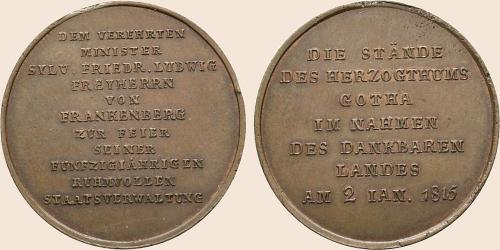 DEM VEREHRTEN
MINISTER
SYLV. FRIEDR. LUDWIG
FREYHERRN
VON
FRANKENBERG
ZUR FEIER
SEINER
FÜNFZIGJÄHRIGEN
RUHMVOLLEN
STAATSVERWALTUNG
DIE STÄNDE
DES HERZOGTHUMS
GOTHA
IM NAHMEN
DES DANKBAREN
LANDES
AM 2 IAN. 1815